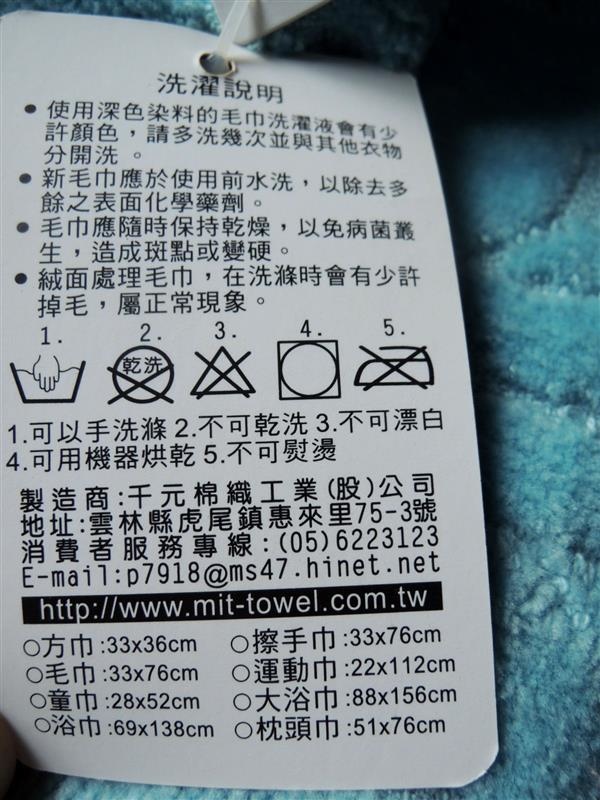 洗濯說明
●使用深色染料的毛巾洗濯液會有少
許顏色，請多洗幾次並與其他衣物
分開洗。
●新毛巾應於使用前水洗，以除去多
餘之表面化學藥劑。
●毛巾應隨時保持乾燥，以免病菌叢
生，造成斑點或變硬。
●絨面處理毛巾，在洗滌時會有少許
掉毛，屬正常現象。
1. 2. 3. 4. 5.
乾洗
1.可以手洗滌 2.不可乾洗 3.不可漂白
4.可用機器烘乾 5.不可熨燙
製造商:千元棉織工業(股)公司
地址:雲林縣虎尾鎮惠來里75-3號
消費者服務專線:(05)6223123
E-mail:p7918@ms47.hinet.net
http://www.mit-towel.com.tw
○方巾:33x36cm ○擦手巾:33x76cm
○毛巾:33x76cm ○運動巾:22x112cm
○童巾:28x52cm ○大浴巾:88x156cm
○浴巾:69x138cm ○枕頭巾:51x76cm